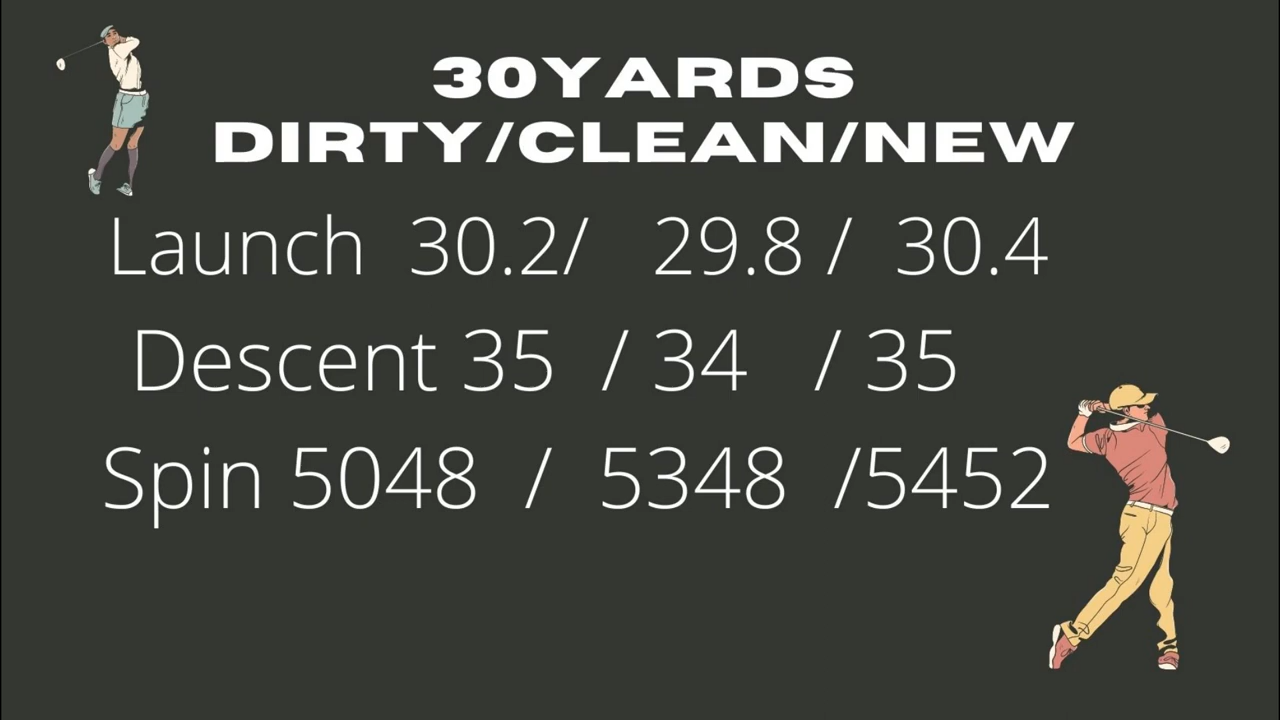 30YARDS
DIRTY/CLEAN/NEW
Launch 30.2/ 29.8 / 30.4
Descent 35 / 34 / 35
Spin 5048 / 5348 /5452